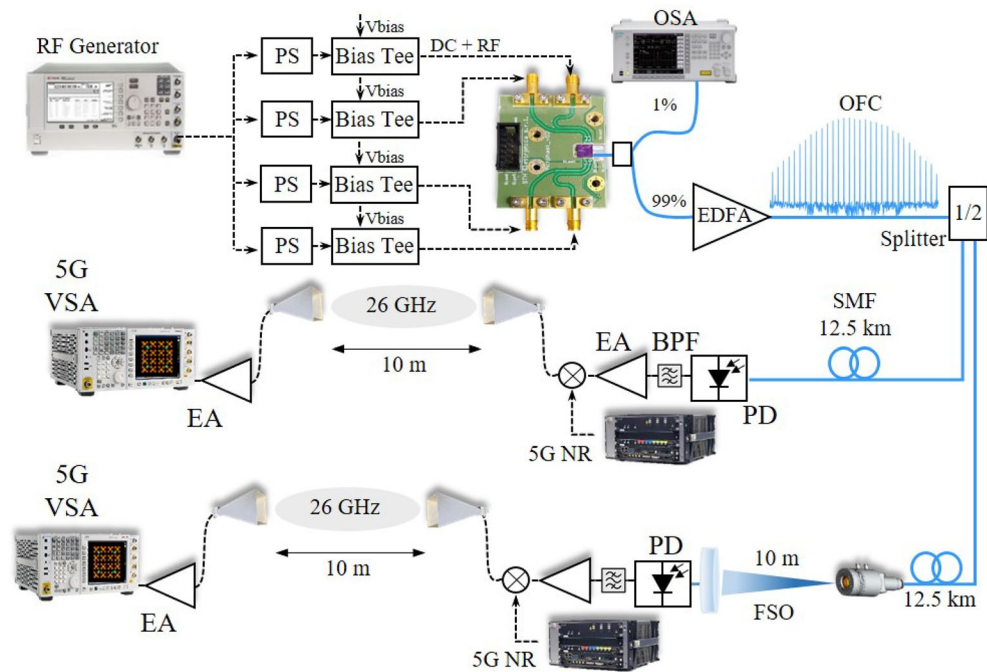 RF Generator
PS
Vbias
Bias Tee
DC + RF
PS
Vbias
Bias Tee
PS
Vbias
Bias Tee
PS
Vbias
Bias Tee
OSA
1%
99%
EDFA
OFC
1/2
Splitter
5G
VSA
EA
26 GHz
10 m
EA
BPF
PD
5G NR
SMF
12.5 km
5G
VSA
EA
26 GHz
10 m
PD
5G NR
10 m
FSO
12.5 km